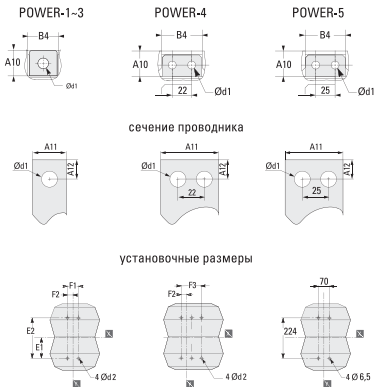 POWER-1~3 POWER-4 POWER-5
B4 B4 B4
A10 A10 A10
Ød1 Ød1 Ød1
22 25
сечение проводника
A11 A11 A11
Ød1 A12 Ød1 A12 Ød1 A12
22 25
установочные размеры
F1 F3 70
F2 F2
E2 224
E1
4 Ød2 4 Ød2 4 Ø 6,5